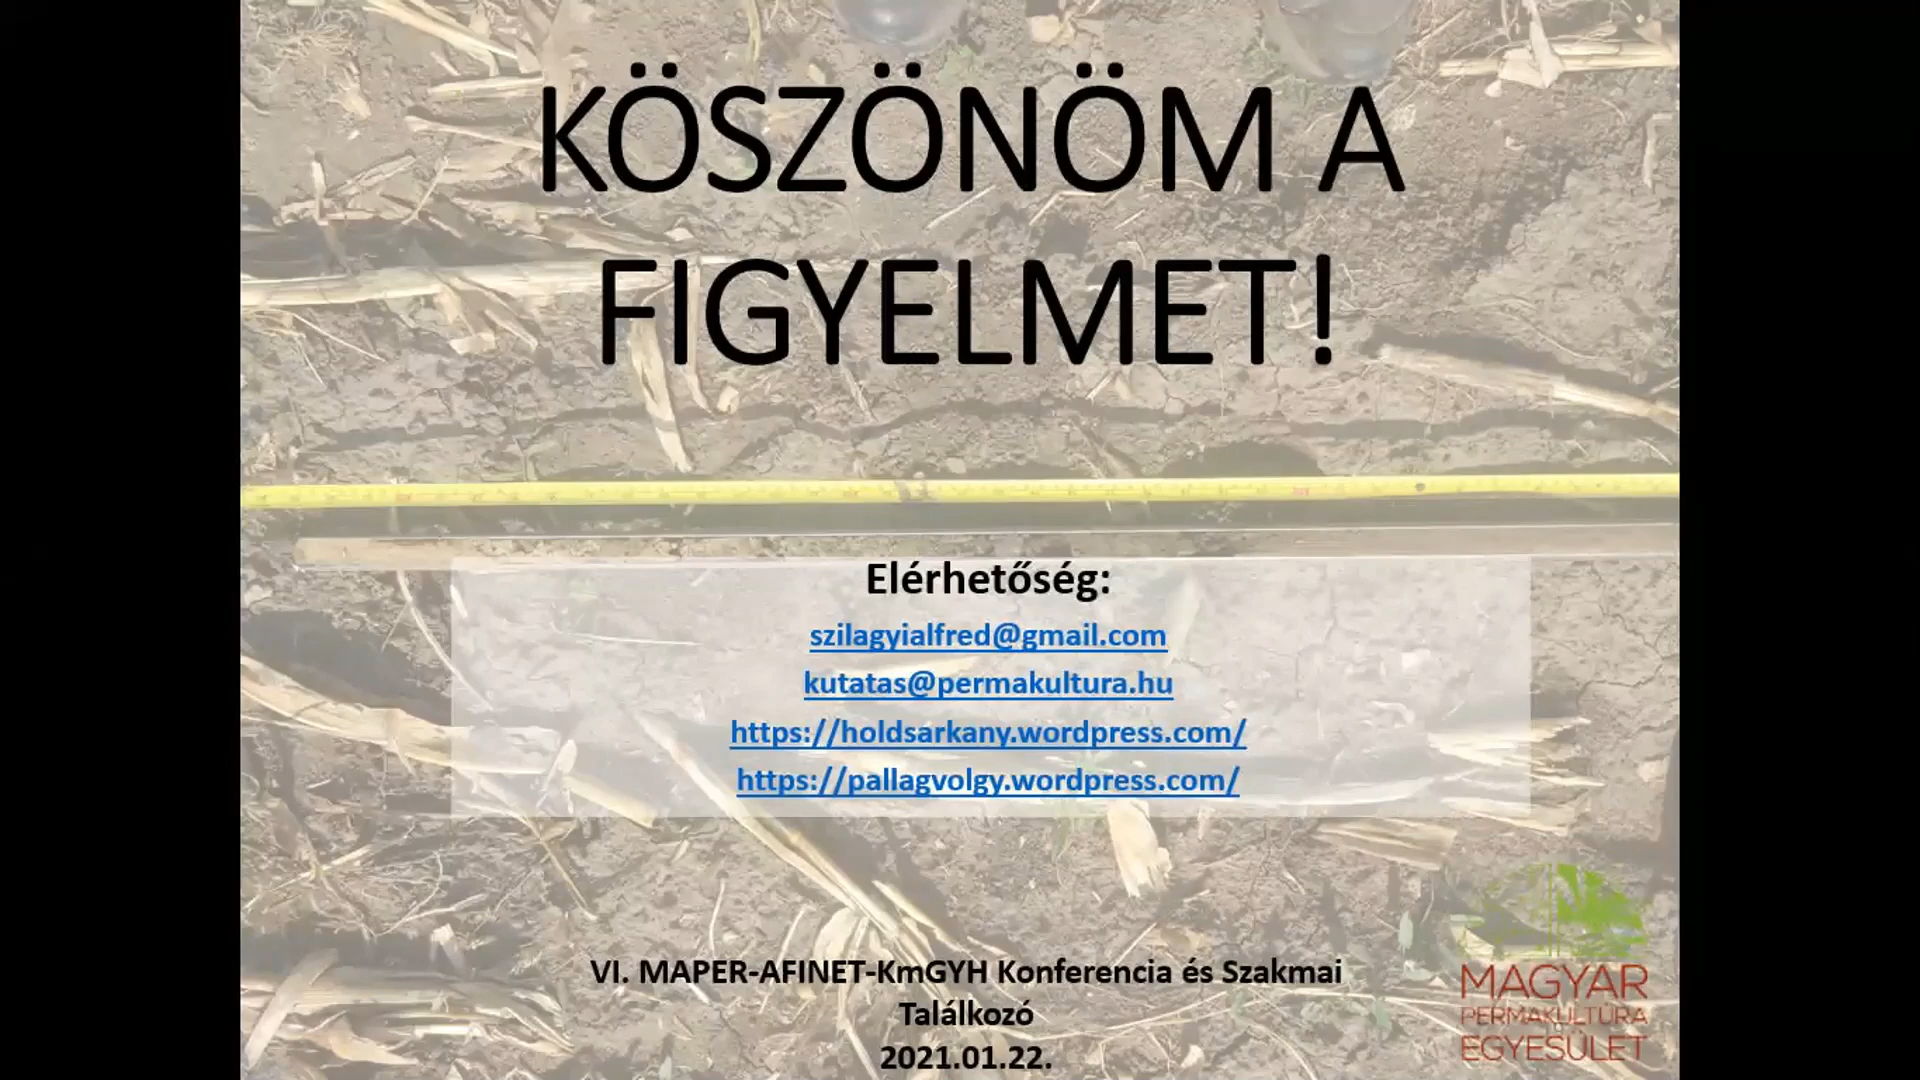 KÖSZÖNÖM A
FIGYELMET!
Elérhetőség:
szilagyialfred@gmail.com
kutatas@permakultura.hu
https://holdsarkany.wordpress.com/
https://pallagvolgy.wordpress.com/
VI. MAPER-AFINET-KmGYH Konferencia és Szakmai
Találkozó
2021.01.22.
MAGYAR
PERMAKULTÚRA
EGYESÜLET